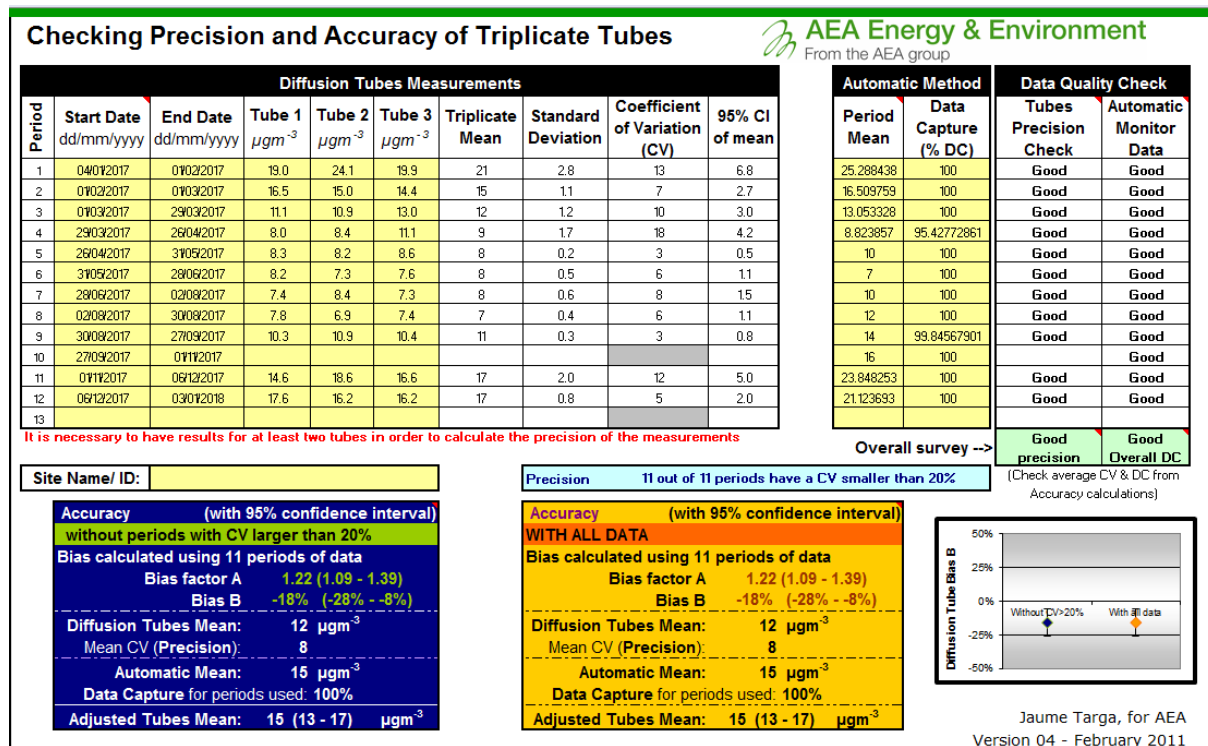 Checking Precision and Accuracy of Triplicate Tubes
AEA Energy & Environment
From the AEA group
Diffusion Tubes Measurements
Automatic Method
Data Quality Check
Period
Start Date dd/mm/yyyy
End Date dd/mm/yyyy
Tube 1 µgm-3
Tube 2 µgm-3
Tube 3 µgm-3
Triplicate Mean
Standard Deviation
Coefficient of Variation (CV)
95% CI of mean
Period Mean
Data Capture (% DC)
Tubes Precision Check
Automatic Monitor Data
1 04/01/2017 01/02/2017 19.0 24.1 19.9 21 2.8 13 6.8 25.288438 100 Good Good
2 01/02/2017 01/03/2017 16.5 15.0 14.4 15 1.1 7 2.7 16.509759 100 Good Good
3 01/03/2017 29/03/2017 11.1 10.9 13.0 12 1.2 10 3.0 13.053328 100 Good Good
4 29/03/2017 26/04/2017 8.0 8.4 11.1 9 1.7 18 4.2 8.823857 95.42772861 Good Good
5 26/04/2017 31/05/2017 8.3 8.2 8.6 8 0.2 3 0.5 10 100 Good Good
6 31/05/2017 28/06/2017 8.2 7.3 7.6 8 0.5 6 1.1 7 100 Good Good
7 28/06/2017 02/08/2017 7.4 8.4 7.3 8 0.6 8 1.5 10 100 Good Good
8 02/08/2017 30/08/2017 7.8 6.9 7.4 7 0.4 6 1.1 12 100 Good Good
9 30/08/2017 27/09/2017 10.3 10.9 10.4 11 0.3 3 0.8 14 99.84567901 Good Good
10 27/09/2017 01/11/2017 16 100 Good
11 01/11/2017 06/12/2017 14.6 18.6 16.6 17 2.0 12 5.0 23.848253 100 Good Good
12 06/12/2017 03/01/2018 17.6 16.2 16.2 17 0.8 5 2.0 21.123693 100 Good Good
13
It is necessary to have results for at least two tubes in order to calculate the precision of the measurements
Overall survey -->
Good precision
Good Overall DC
Site Name/ ID:
Precision 11 out of 11 periods have a CV smaller than 20%
(Check average CV & DC from
Accuracy calculations)
Accuracy (with 95% confidence interval)
without periods with CV larger than 20%
Bias calculated using 11 periods of data
Bias factor A 1.22 (1.09 - 1.39)
Bias B -18% (-28% - -8%)
Diffusion Tubes Mean: 12 µgm-3
Mean CV (Precision): 8
Automatic Mean: 15 µgm-3
Data Capture for periods used: 100%
Adjusted Tubes Mean: 15 (13 - 17) µgm-3
Accuracy (with 95% confidence interval)
WITH ALL DATA
Bias calculated using 11 periods of data
Bias factor A 1.22 (1.09 - 1.39)
Bias B -18% (-28% - -8%)
Diffusion Tubes Mean: 12 µgm-3
Mean CV (Precision): 8
Automatic Mean: 15 µgm-3
Data Capture for periods used: 100%
Adjusted Tubes Mean: 15 (13 - 17) µgm-3
Diffusion Tube Bias B
50%
25%
0%
-25%
-50%
Without CV>20%
With all data
Jaume Targa, for AEA
Version 04 - February 2011